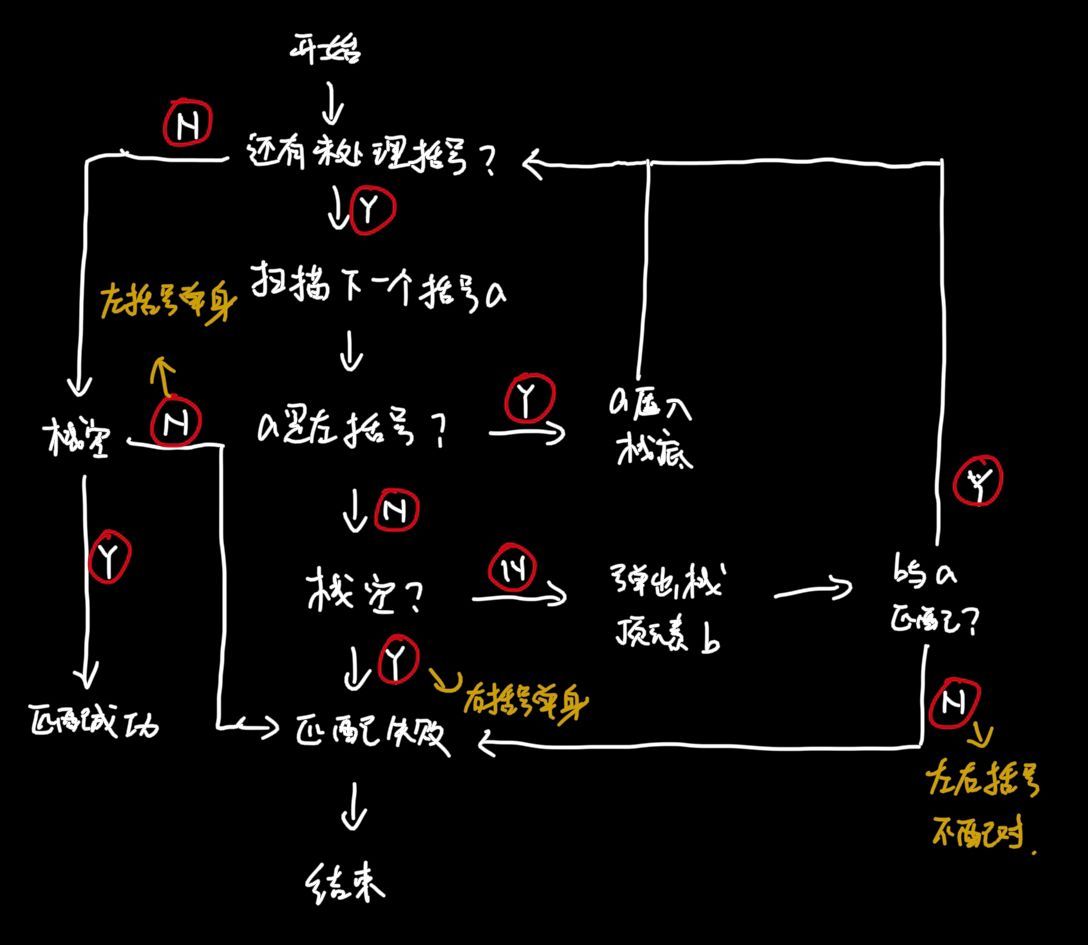 开始
N
还有未处理括号？
Y
扫描下一个括号a
左括号单身
N
栈空
a是左括号？
Y
a压入
栈底
N
Y
栈空？
N
弹出栈
顶元素b
b与a
匹配？
Y
Y
右括号单身
N
匹配成功
匹配失败
左右括号
不配对.
结束